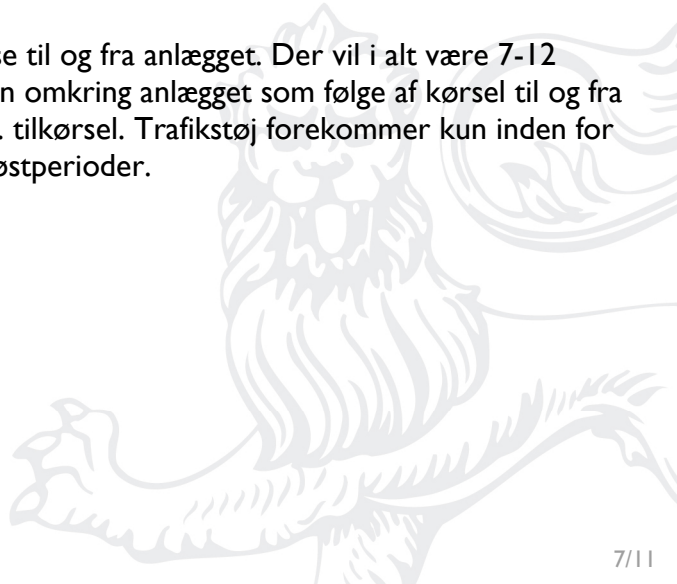 se til og fra anlægget. Der vil i alt være 7-12
n omkring anlægget som følge af kørsel til og fra
. tilkørsel. Trafikstøj forekommer kun inden for
østperioder.
7/11